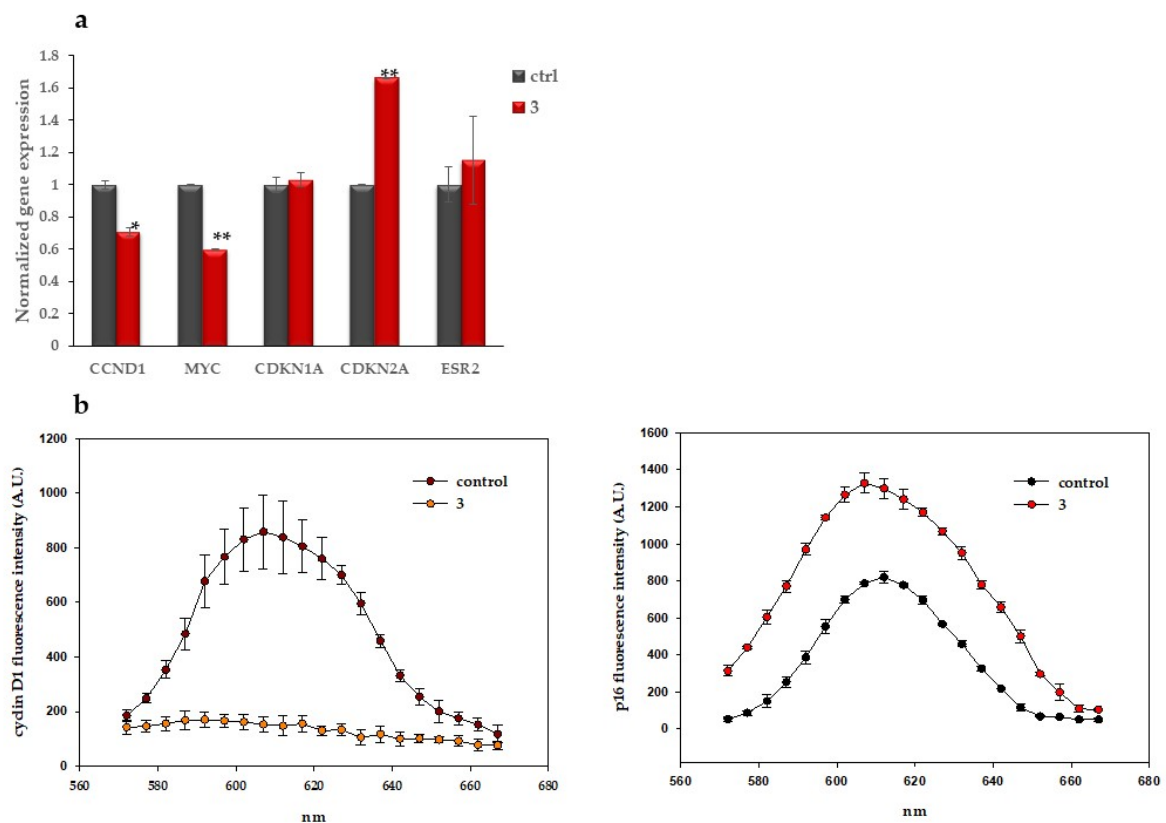 a
Normalized gene expression
1.8
1.6
1.4
1.2
1
0.8
0.6
0.4
0.2
0
*
**
**
CCND1 MYC CDKN1A CDKN2A ESR2
ctrl
3
b
cyclin D1 fluorescence intensity (A.U.)
1200
1000
800
600
400
200
0
560 580 600 620 640 660 680
nm
control
3
p16 fluorescence intensity (A.U.)
1600
1400
1200
1000
800
600
400
200
0
560 580 600 620 640 660 680
nm
control
3